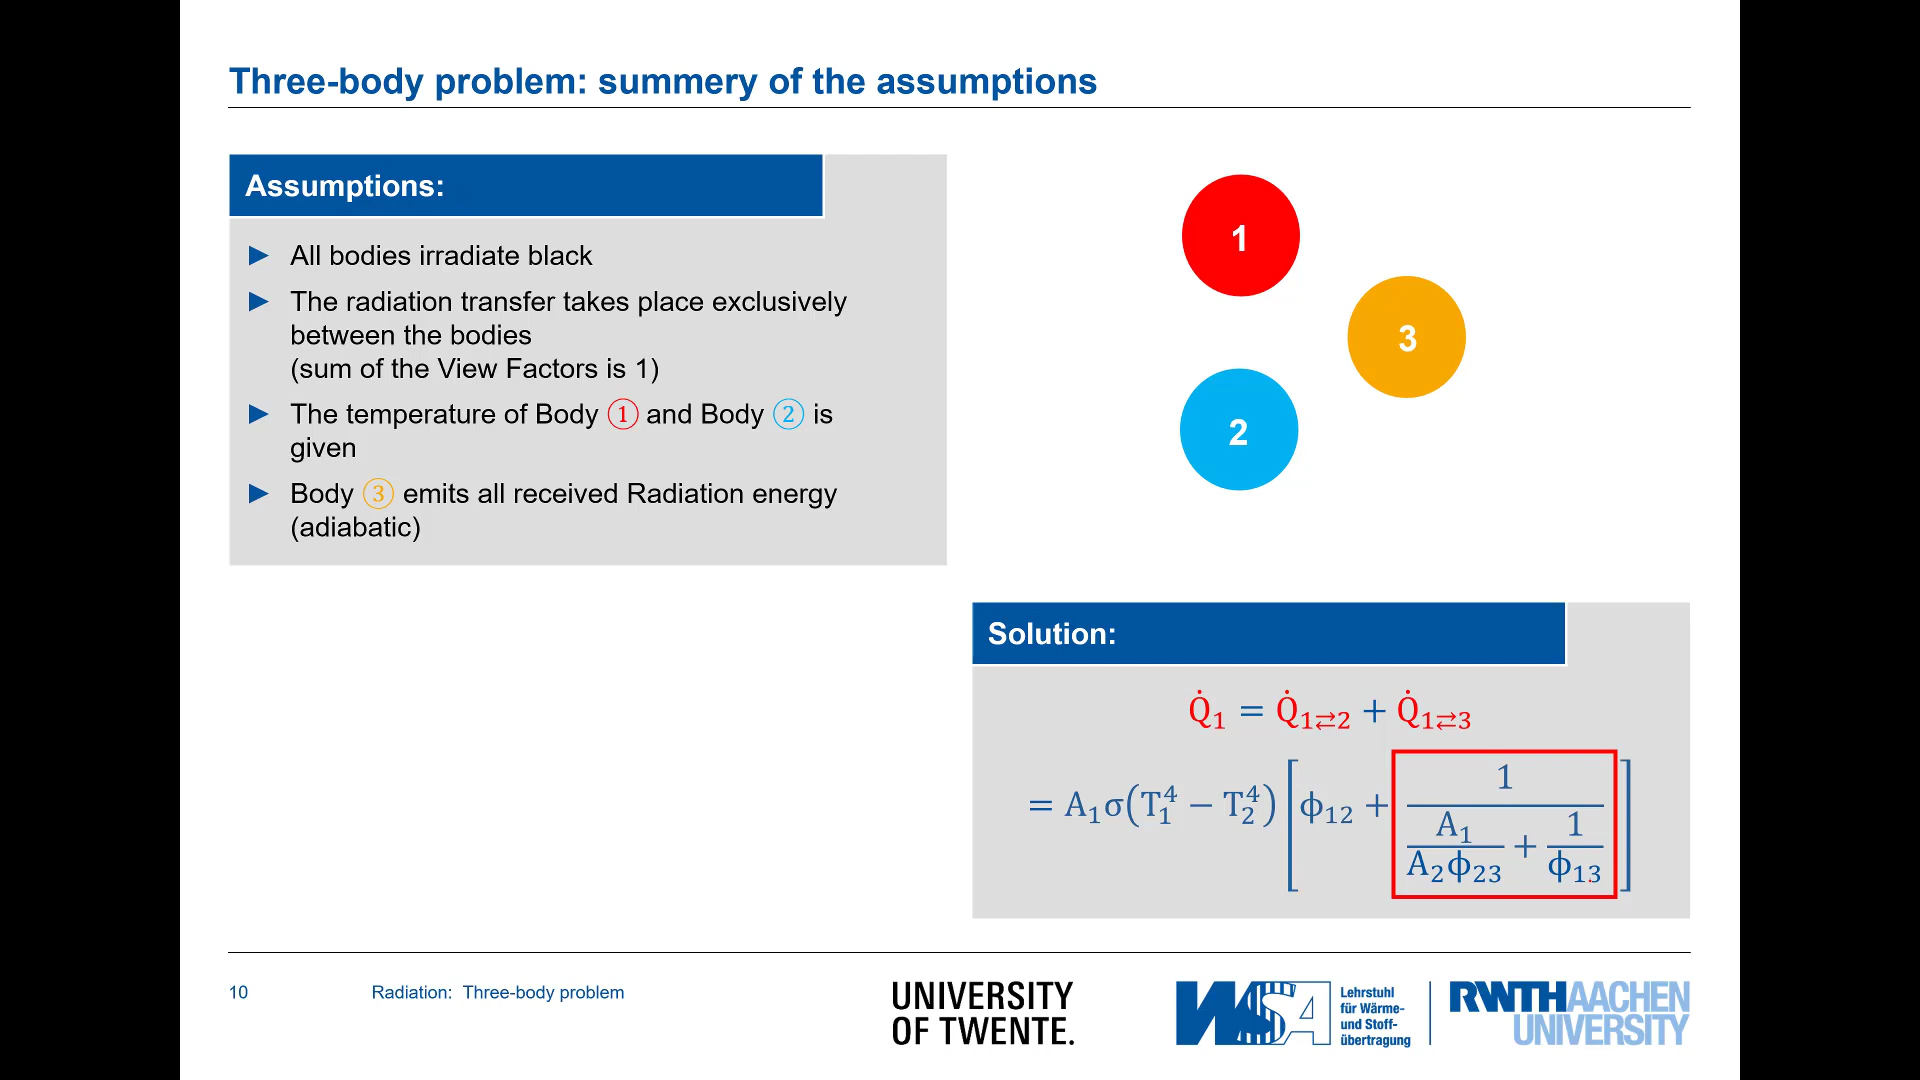 Three-body problem: summery of the assumptions
Assumptions:
► All bodies irradiate black
► The radiation transfer takes place exclusively
between the bodies
(sum of the View Factors is 1)
► The temperature of Body ① and Body ② is
given
► Body ③ emits all received Radiation energy
(adiabatic)
1
3
2
Solution:
Q̇₁ = Q̇₁⇄₂ + Q̇₁⇄₃
= A₁σ(T₁⁴ − T₂⁴) [ϕ₁₂ + 1 / (A₁ / (A₂ϕ₂₃) + 1 / ϕ₁₃)]
10 Radiation: Three-body problem
UNIVERSITY
OF TWENTE.
WSA
Lehrstuhl
für Wärme-
und Stoff-
übertragung
RWTHAACHEN
UNIVERSITY